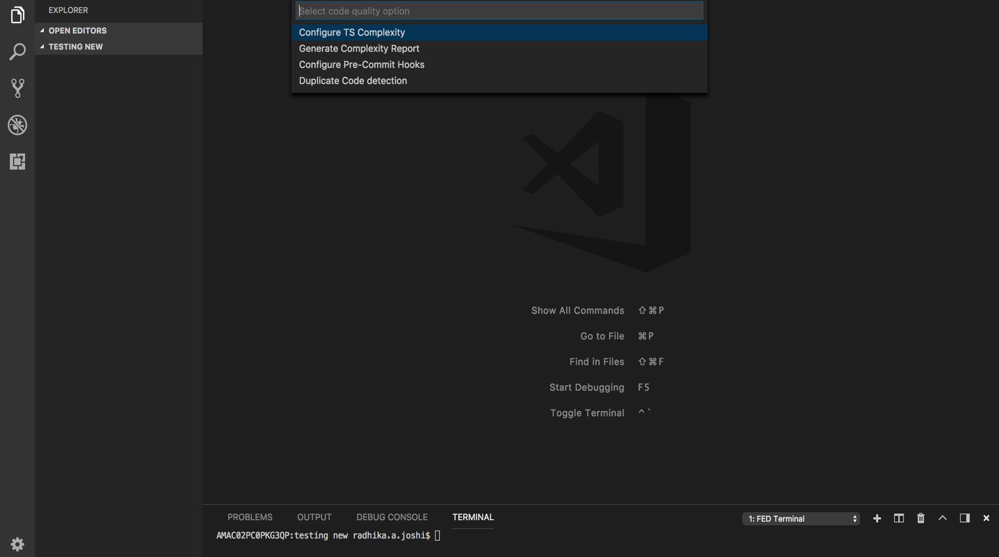 EXPLORER
OPEN EDITORS
TESTING NEW
Select code quality option
Configure TS Complexity
Generate Complexity Report
Configure Pre-Commit Hooks
Duplicate Code detection
Show All Commands ⇧⌘P
Go to File ⌘P
Find in Files ⇧⌘F
Start Debugging F5
Toggle Terminal ^`
PROBLEMS OUTPUT DEBUG CONSOLE TERMINAL 1: FED Terminal
AMAC02PC0PKG3QP:testing new radhika.a.joshi$